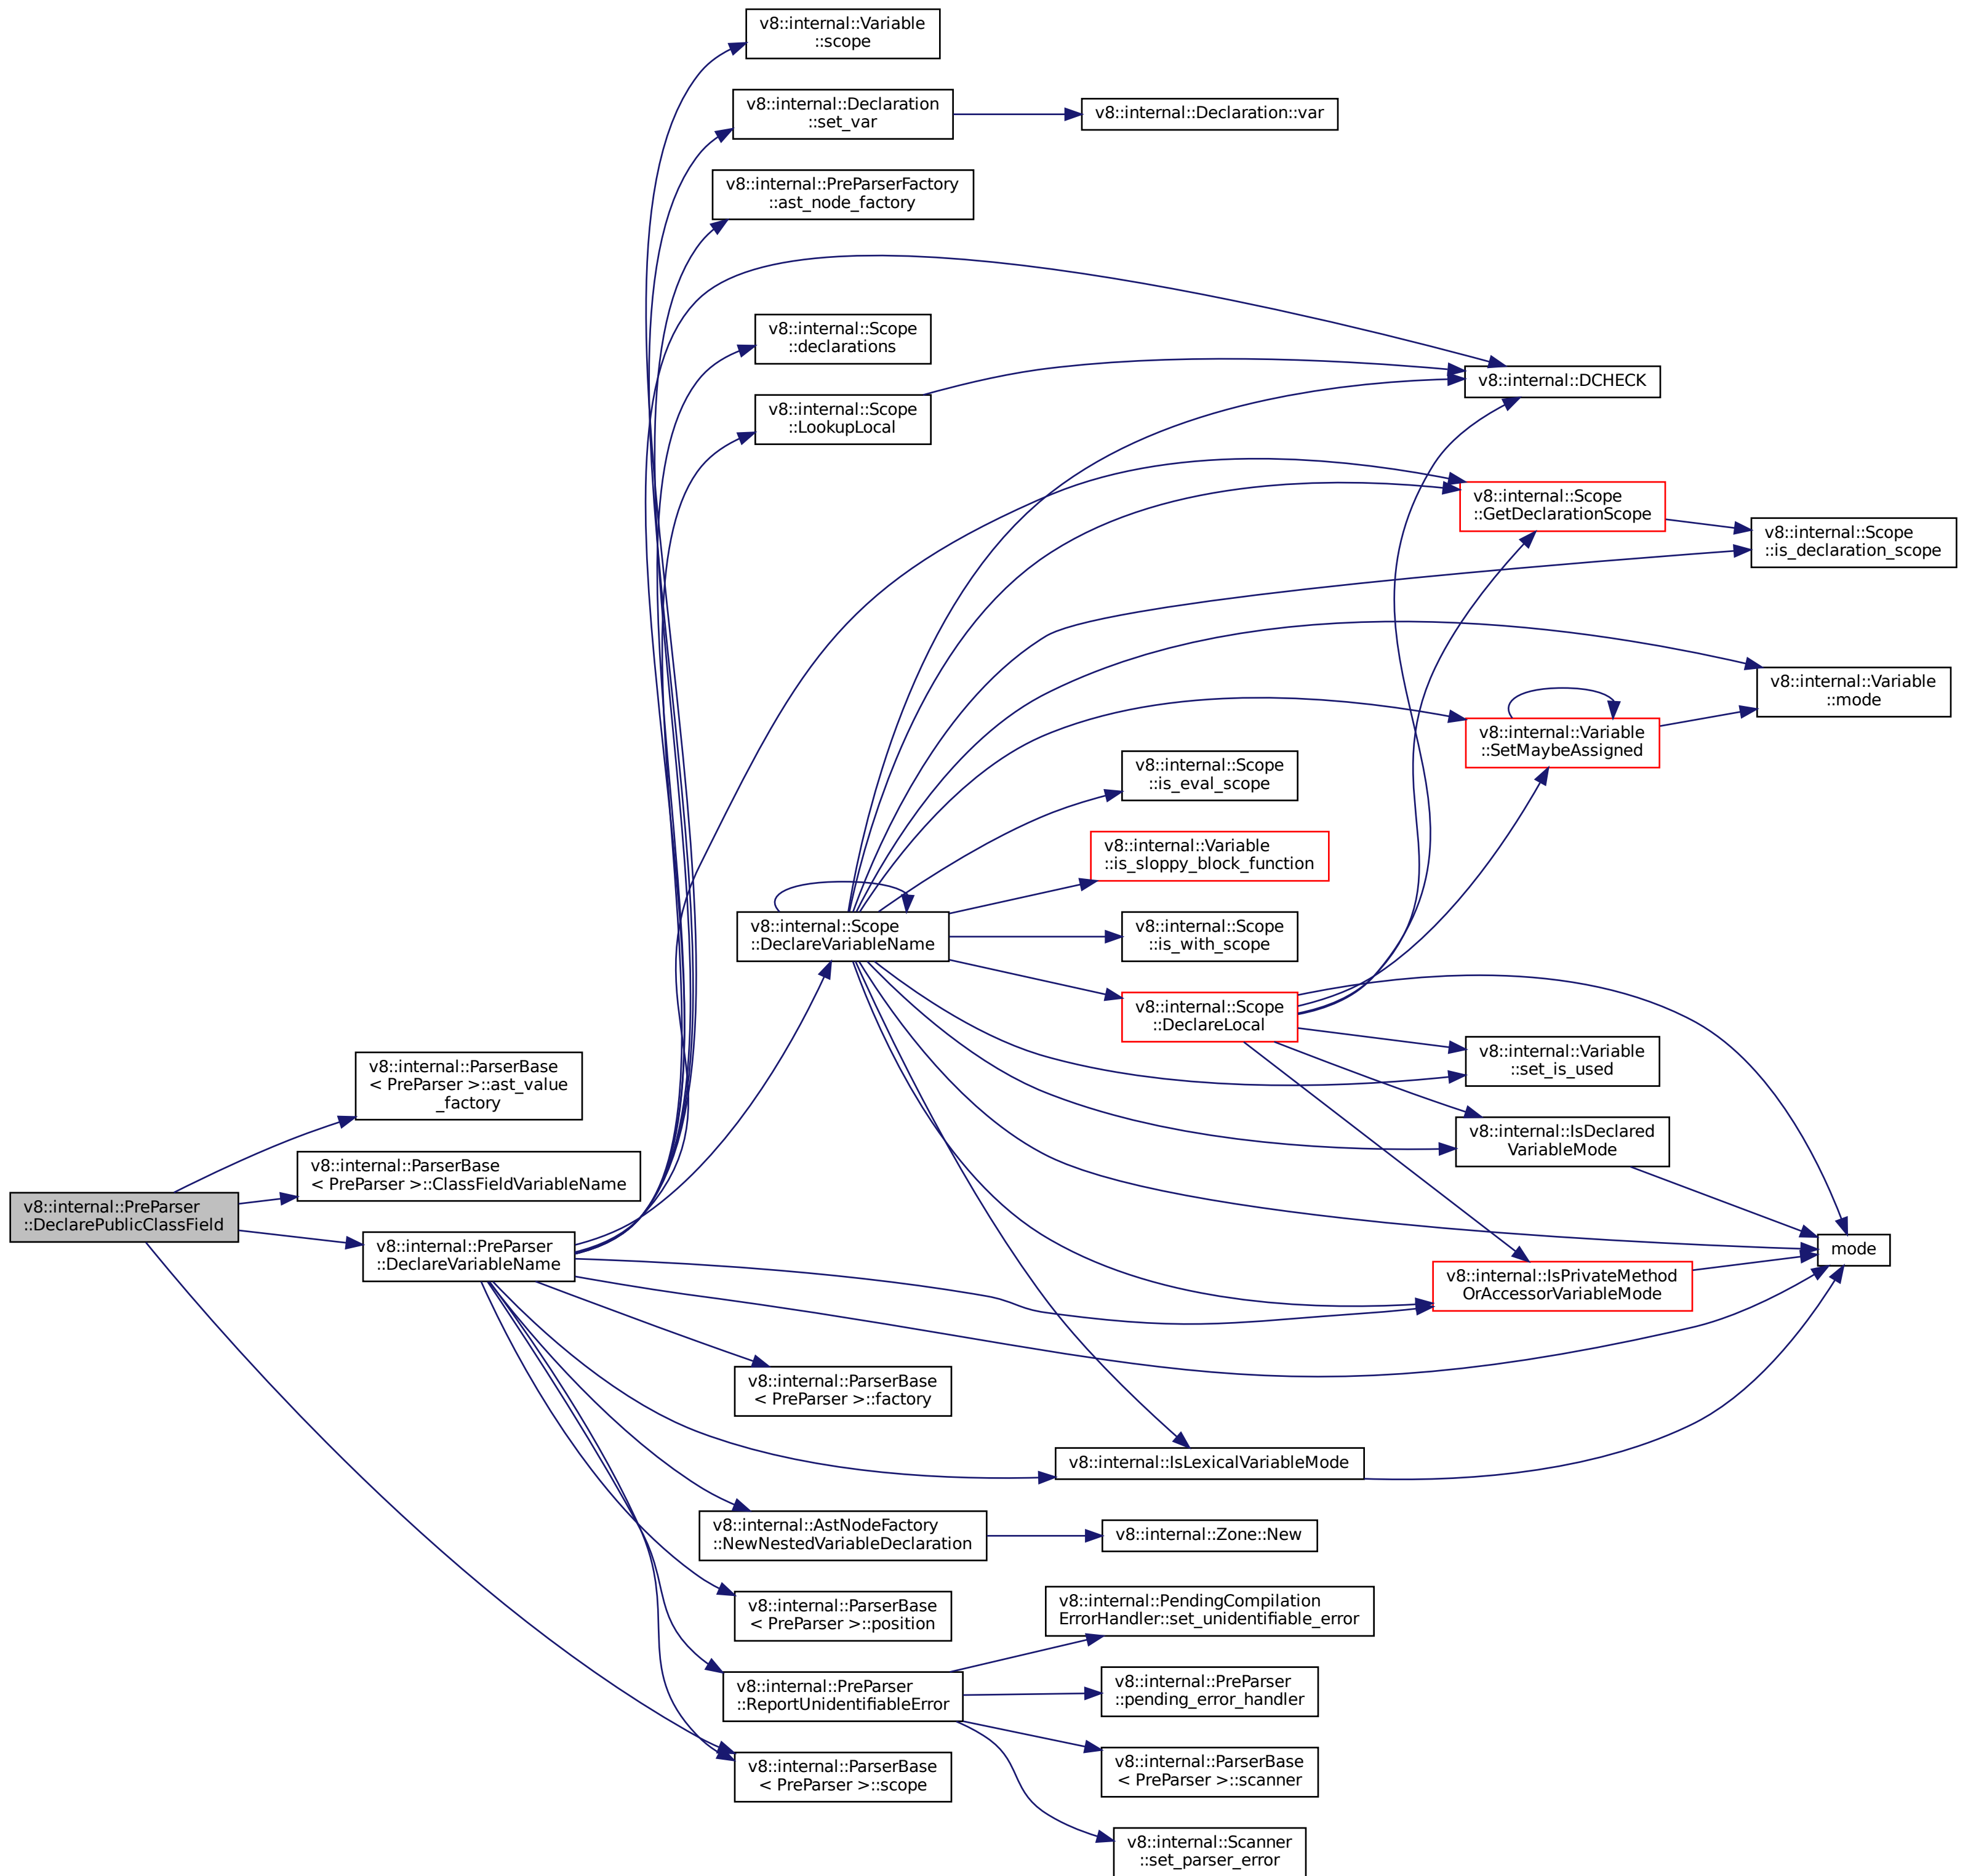 v8::internal::Variable
::scope
v8::internal::Declaration
::set_var
v8::internal::Declaration::var
v8::internal::PreParserFactory
::ast_node_factory
v8::internal::Scope
::declarations
v8::internal::DCHECK
v8::internal::Scope
::LookupLocal
v8::internal::Scope
::GetDeclarationScope
v8::internal::Scope
::is_declaration_scope
v8::internal::Variable
::mode
v8::internal::Variable
::SetMaybeAssigned
v8::internal::Scope
::is_eval_scope
v8::internal::Variable
::is_sloppy_block_function
v8::internal::Scope
::DeclareVariableName
v8::internal::Scope
::is_with_scope
v8::internal::Scope
::DeclareLocal
v8::internal::Variable
::set_is_used
v8::internal::ParserBase
< PreParser >::ast_value
_factory
v8::internal::IsDeclared
VariableMode
v8::internal::ParserBase
< PreParser >::ClassFieldVariableName
v8::internal::PreParser
::DeclarePublicClassField
v8::internal::PreParser
::DeclareVariableName
mode
v8::internal::IsPrivateMethod
OrAccessorVariableMode
v8::internal::ParserBase
< PreParser >::factory
v8::internal::IsLexicalVariableMode
v8::internal::AstNodeFactory
::NewNestedVariableDeclaration
v8::internal::Zone::New
v8::internal::ParserBase
< PreParser >::position
v8::internal::PendingCompilation
ErrorHandler::set_unidentifiable_error
v8::internal::PreParser
::ReportUnidentifiableError
v8::internal::PreParser
::pending_error_handler
v8::internal::ParserBase
< PreParser >::scope
v8::internal::ParserBase
< PreParser >::scanner
v8::internal::Scanner
::set_parser_error